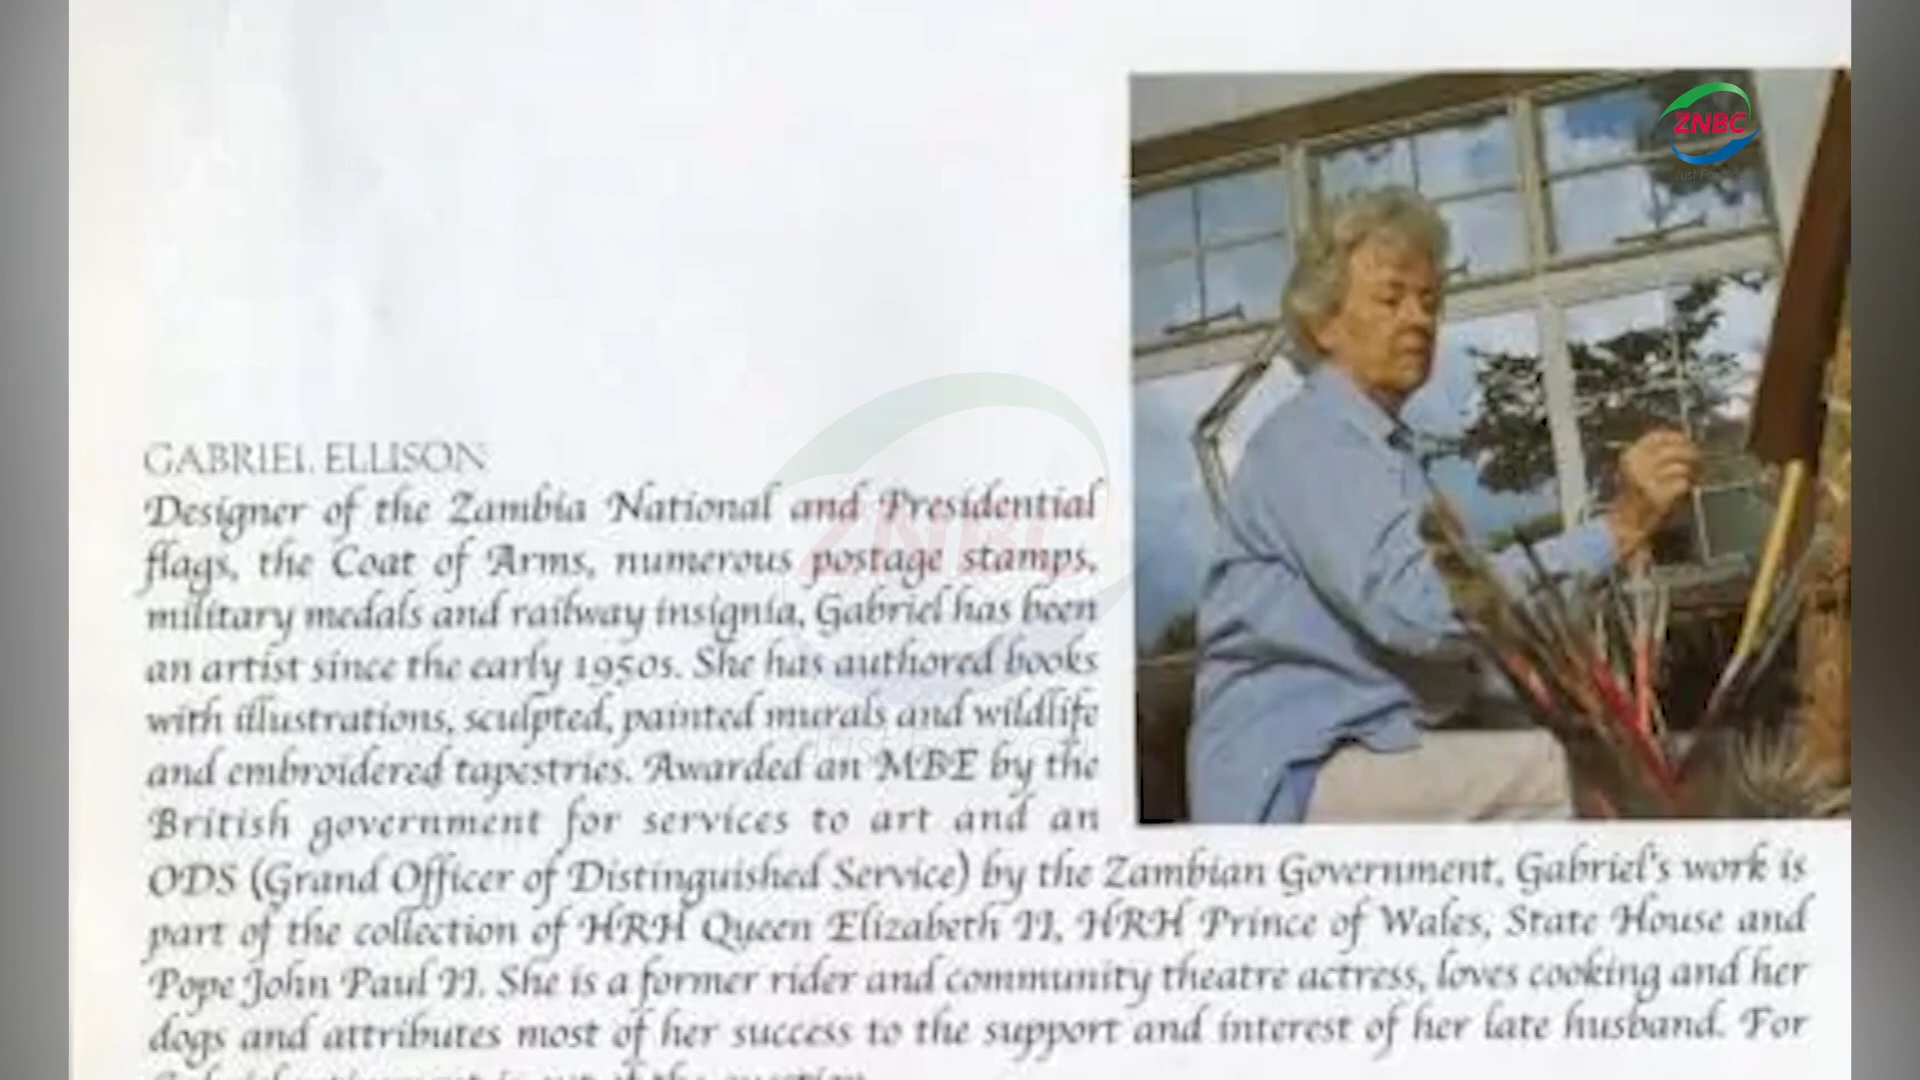 ZNBC
GABRIEL ELLISON
Designer of the Zambia National and Presidential
flags, the Coat of Arms, numerous postage stamps,
military medals and railway insignia, Gabriel has been
an artist since the early 1950s. She has authored books
with illustrations, sculpted, painted murals and wildlife
and embroidered tapestries. Awarded an MBE by the
British government for services to art and an
ODS (Grand Officer of Distinguished Service) by the Zambian Government, Gabriel's work is
part of the collection of HRH Queen Elizabeth II, HRH Prince of Wales, State House and
Pope John Paul II. She is a former rider and community theatre actress, loves cooking and her
dogs and attributes most of her success to the support and interest of her late husband. For